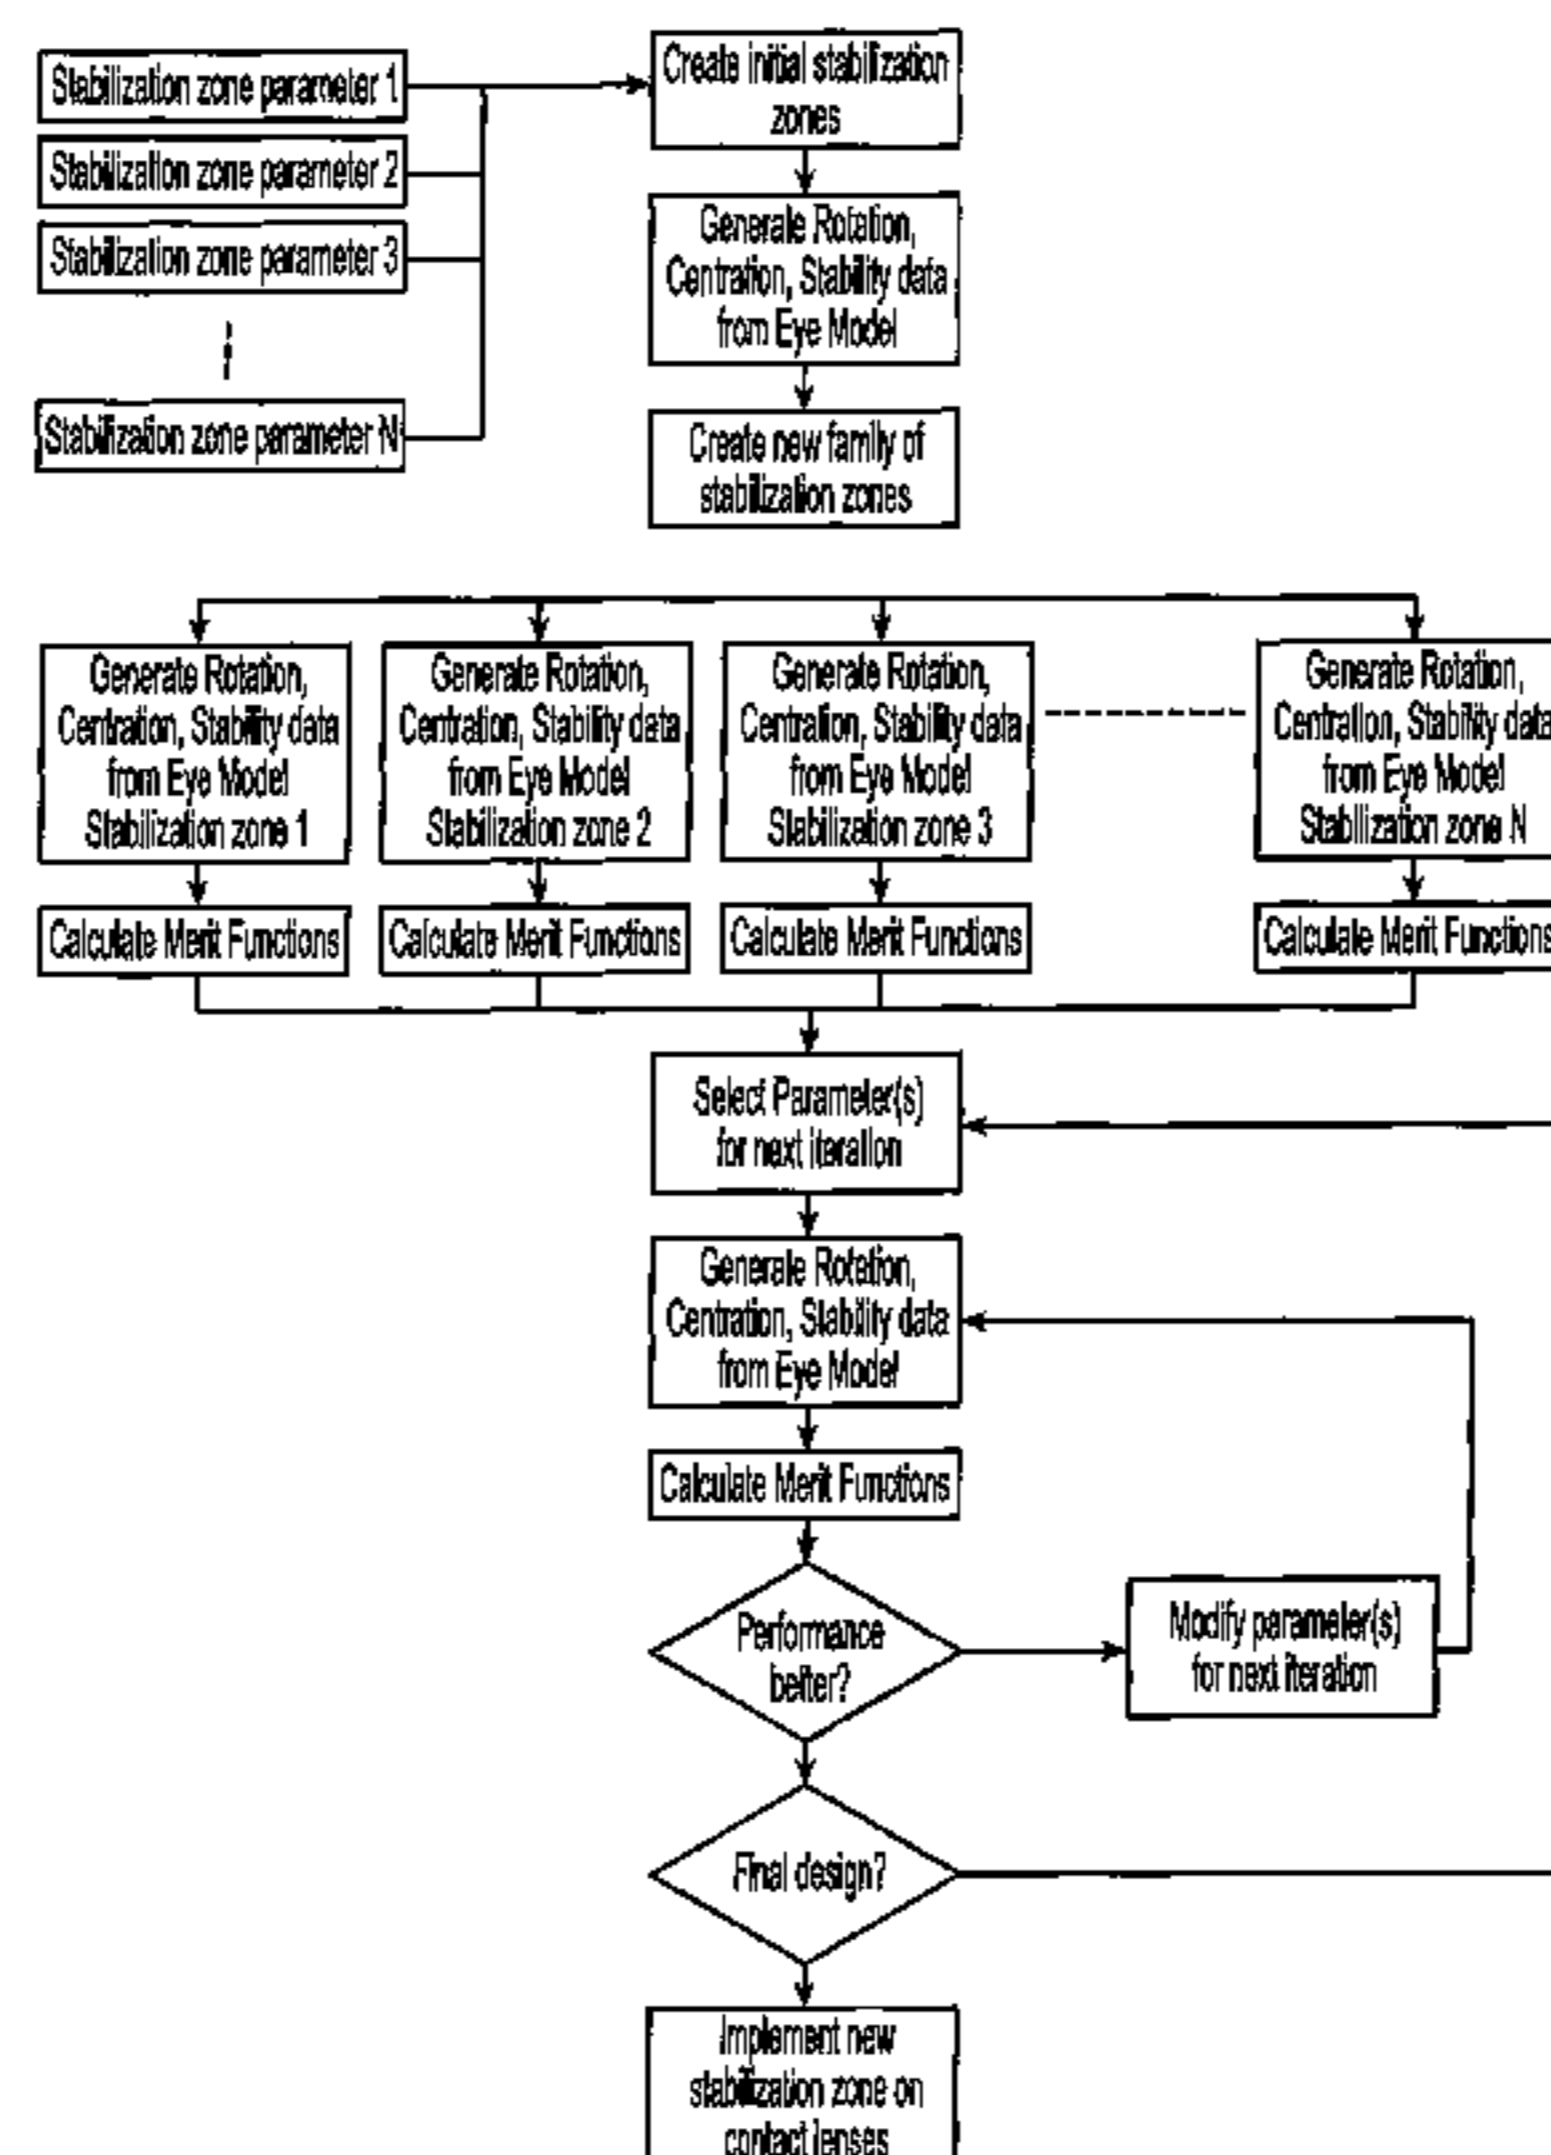 Stabilization zone parameter 1
Stabilization zone parameter 2
Stabilization zone parameter 3
Stabilization zone parameter N
Create initial stabilization
zones
Generate Rotation,
Centration, Stability data
from Eye Model
Create new family of
stabilization zones
Generate Rotation,
Centration, Stability data
from Eye Model
Stabilization zone 1
Generate Rotation,
Centration, Stability data
from Eye Model
Stabilization zone 2
Generate Rotation,
Centration, Stability data
from Eye Model
Stabilization zone 3
Generate Rotation,
Centration, Stability data
from Eye Model
Stabilization zone N
Calculate Merit Functions
Calculate Merit Functions
Calculate Merit Functions
Calculate Merit Functions
Select Parameter(s)
for next iteration
Generate Rotation,
Centration, Stability data
from Eye Model
Calculate Merit Functions
Performance
better?
Modify parameter(s)
for next iteration
Final design?
Implement new
stabilization zone on
contact lenses